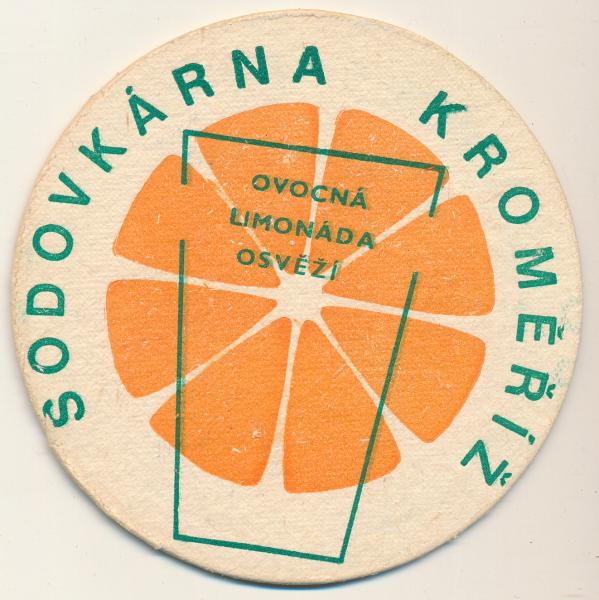 SODOVKÁRNA KROMĚŘÍŽ
OVOCNÁ
LIMONÁDA
OSVĚŽÍ